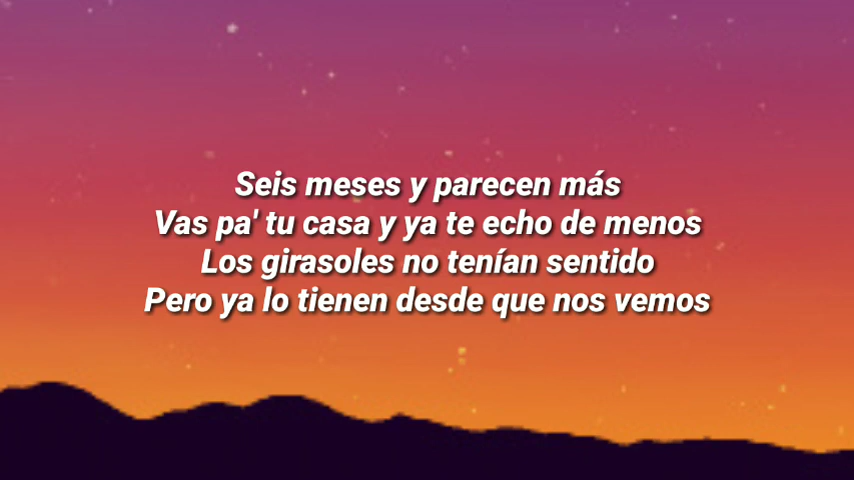 Seis meses y parecen más
Vas pa' tu casa y ya te echo de menos
Los girasoles no tenían sentido
Pero ya lo tienen desde que nos vemos